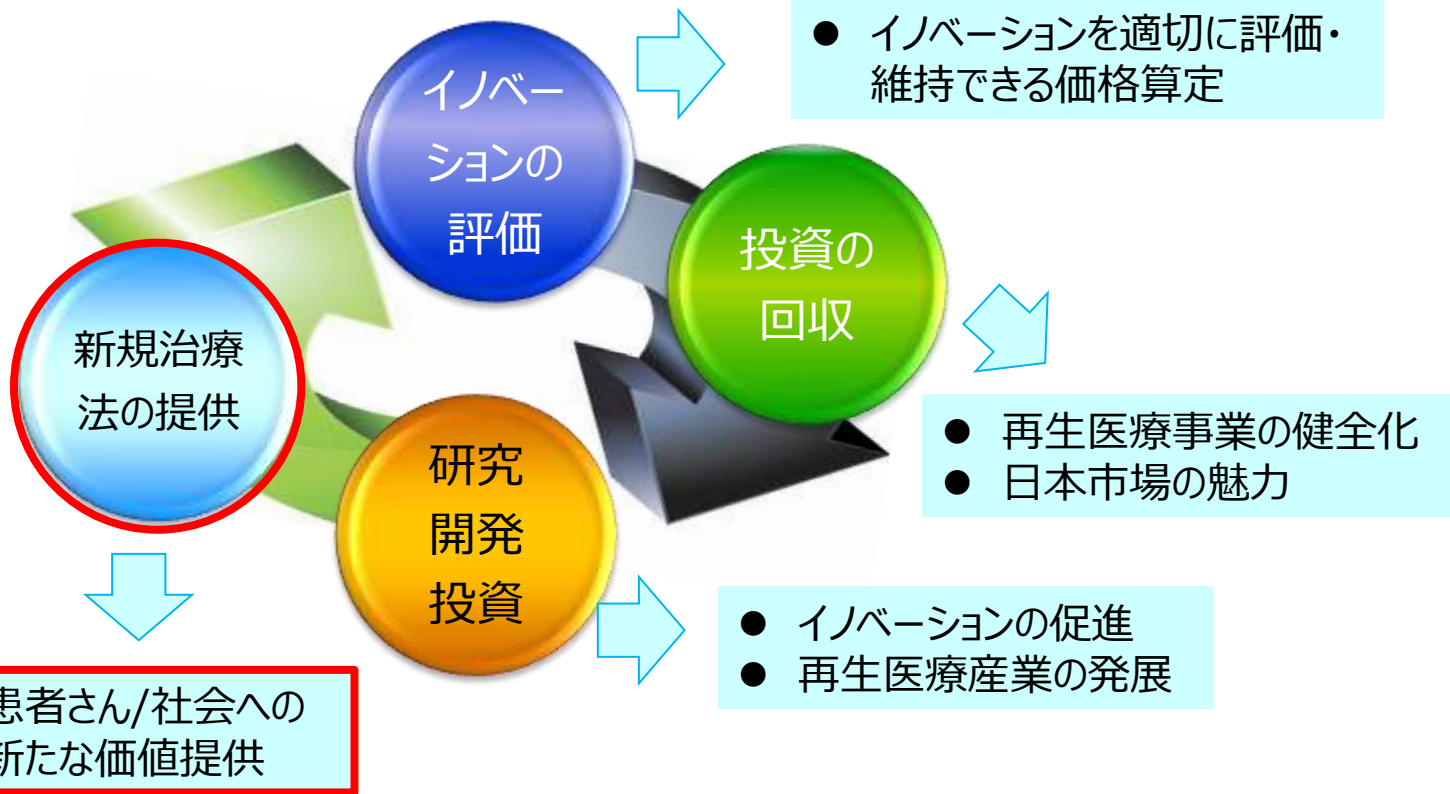 イノベー
ションの
評価
● イノベーションを適切に評価・
維持できる価格算定
投資の
回収
● 再生医療事業の健全化
● 日本市場の魅力
研究
開発
投資
● イノベーションの促進
● 再生医療産業の発展
新規治療
法の提供
患者さん/社会への
新たな価値提供